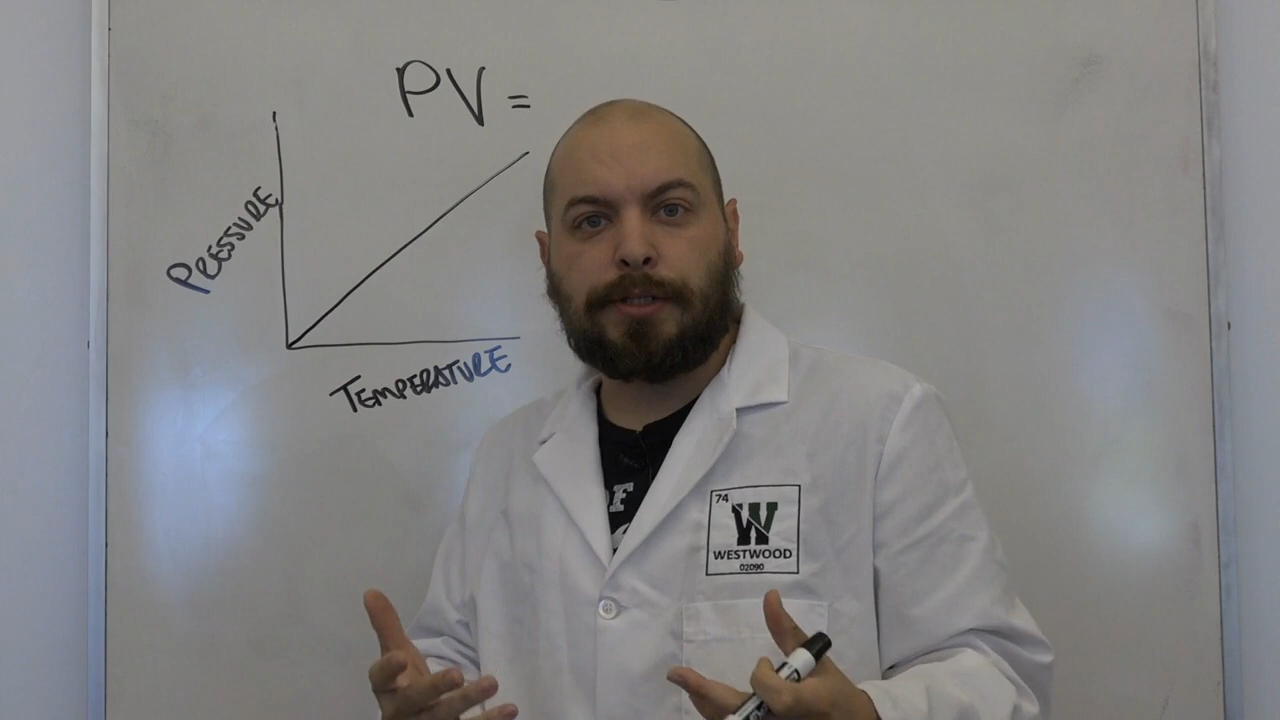 PV =
PRESSURE
TEMPERATURE
74
W
WESTWOOD
02090